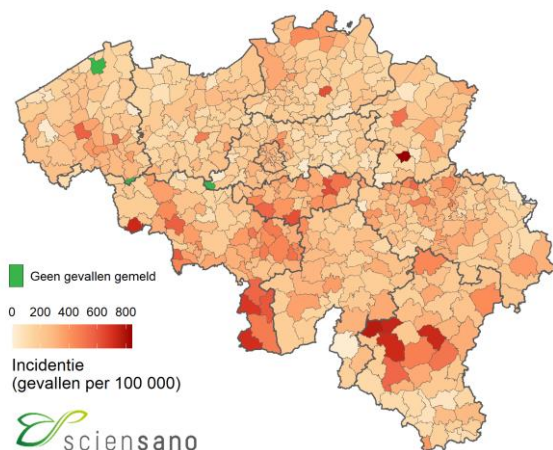 Geen gevallen gemeld
0 200 400 600 800
Incidentie
(gevallen per 100 000)
sciensano